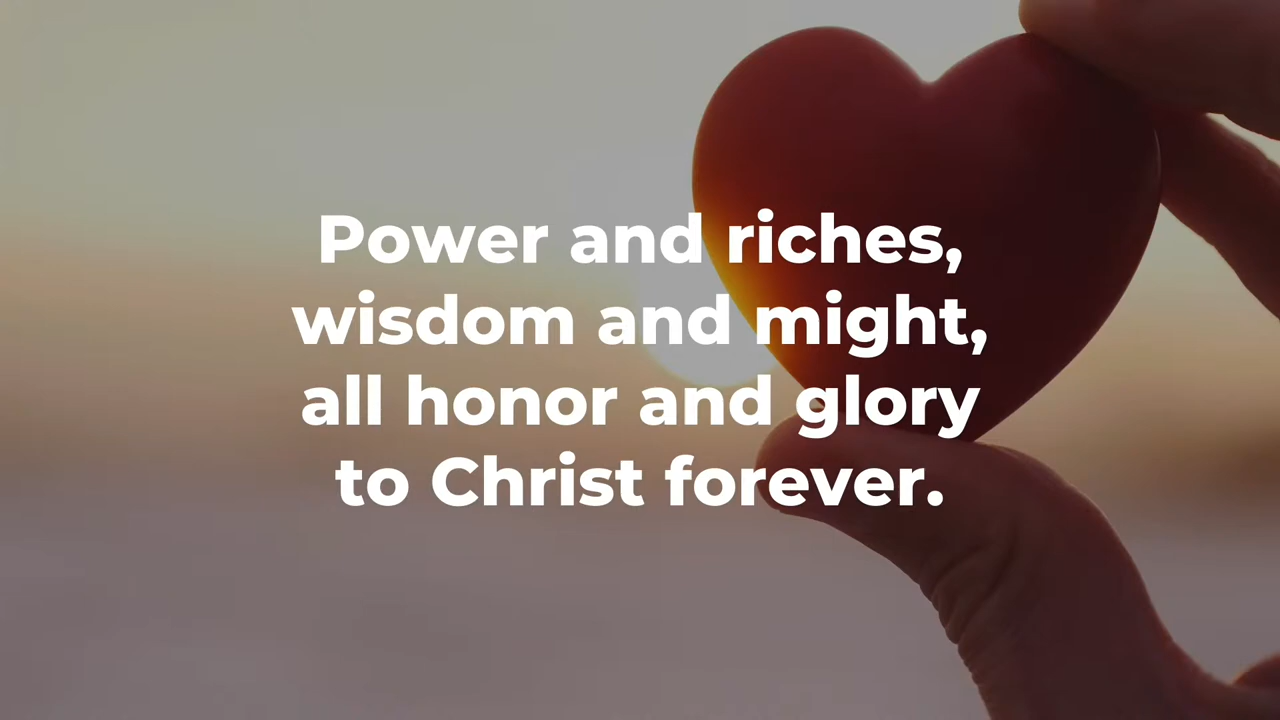 Power and riches,
wisdom and might,
all honor and glory
to Christ forever.